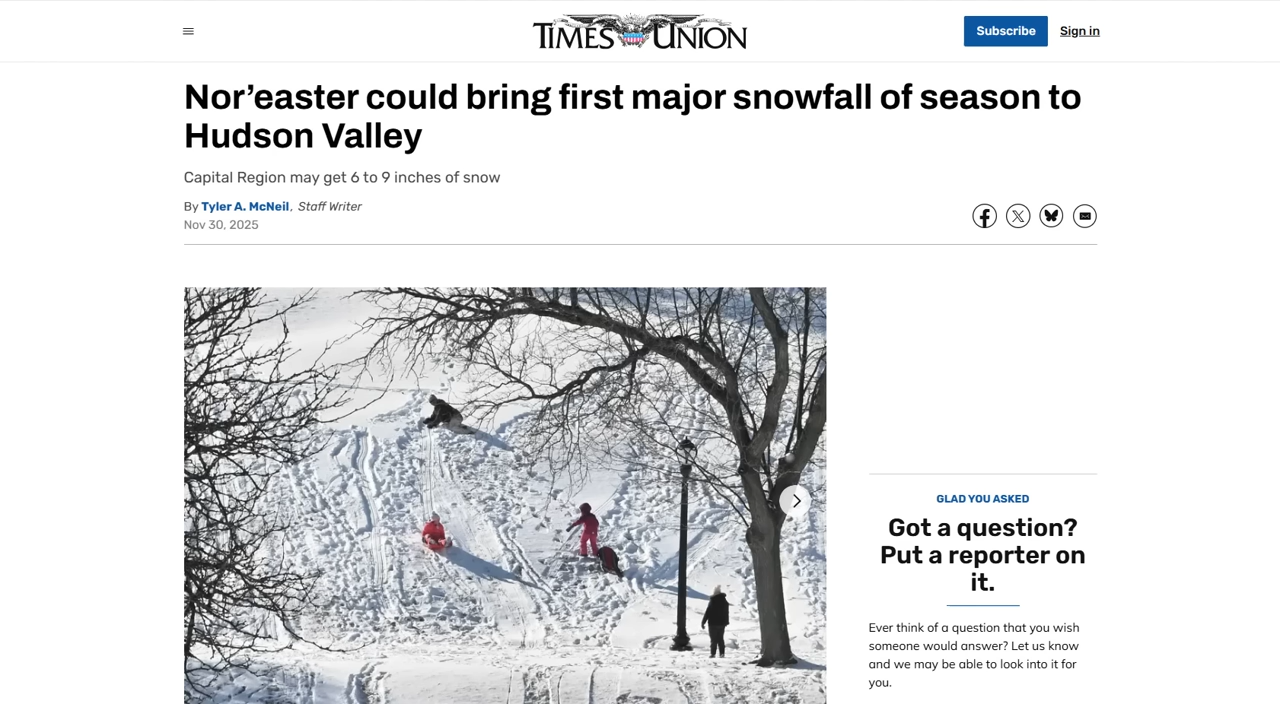 TIMES UNION
Subscribe
Sign in
Nor’easter could bring first major snowfall of season to
Hudson Valley
Capital Region may get 6 to 9 inches of snow
By Tyler A. McNeil, Staff Writer
Nov 30, 2025
GLAD YOU ASKED
Got a question?
Put a reporter on
it.
Ever think of a question that you wish
someone would answer? Let us know
and we may be able to look into it for
you.